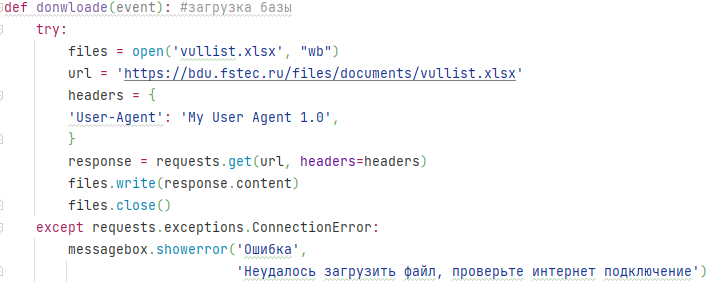 def donwloade(event): #загрузка базы
    try:
        files = open('vullist.xlsx', "wb")
        url = 'https://bdu.fstec.ru/files/documents/vullist.xlsx'
        headers = {
        'User-Agent': 'My User Agent 1.0',
        }
        response = requests.get(url, headers=headers)
        files.write(response.content)
        files.close()
    except requests.exceptions.ConnectionError:
        messagebox.showerror('Ошибка',
                             'Неудалось загрузить файл, проверьте интернет подключение')